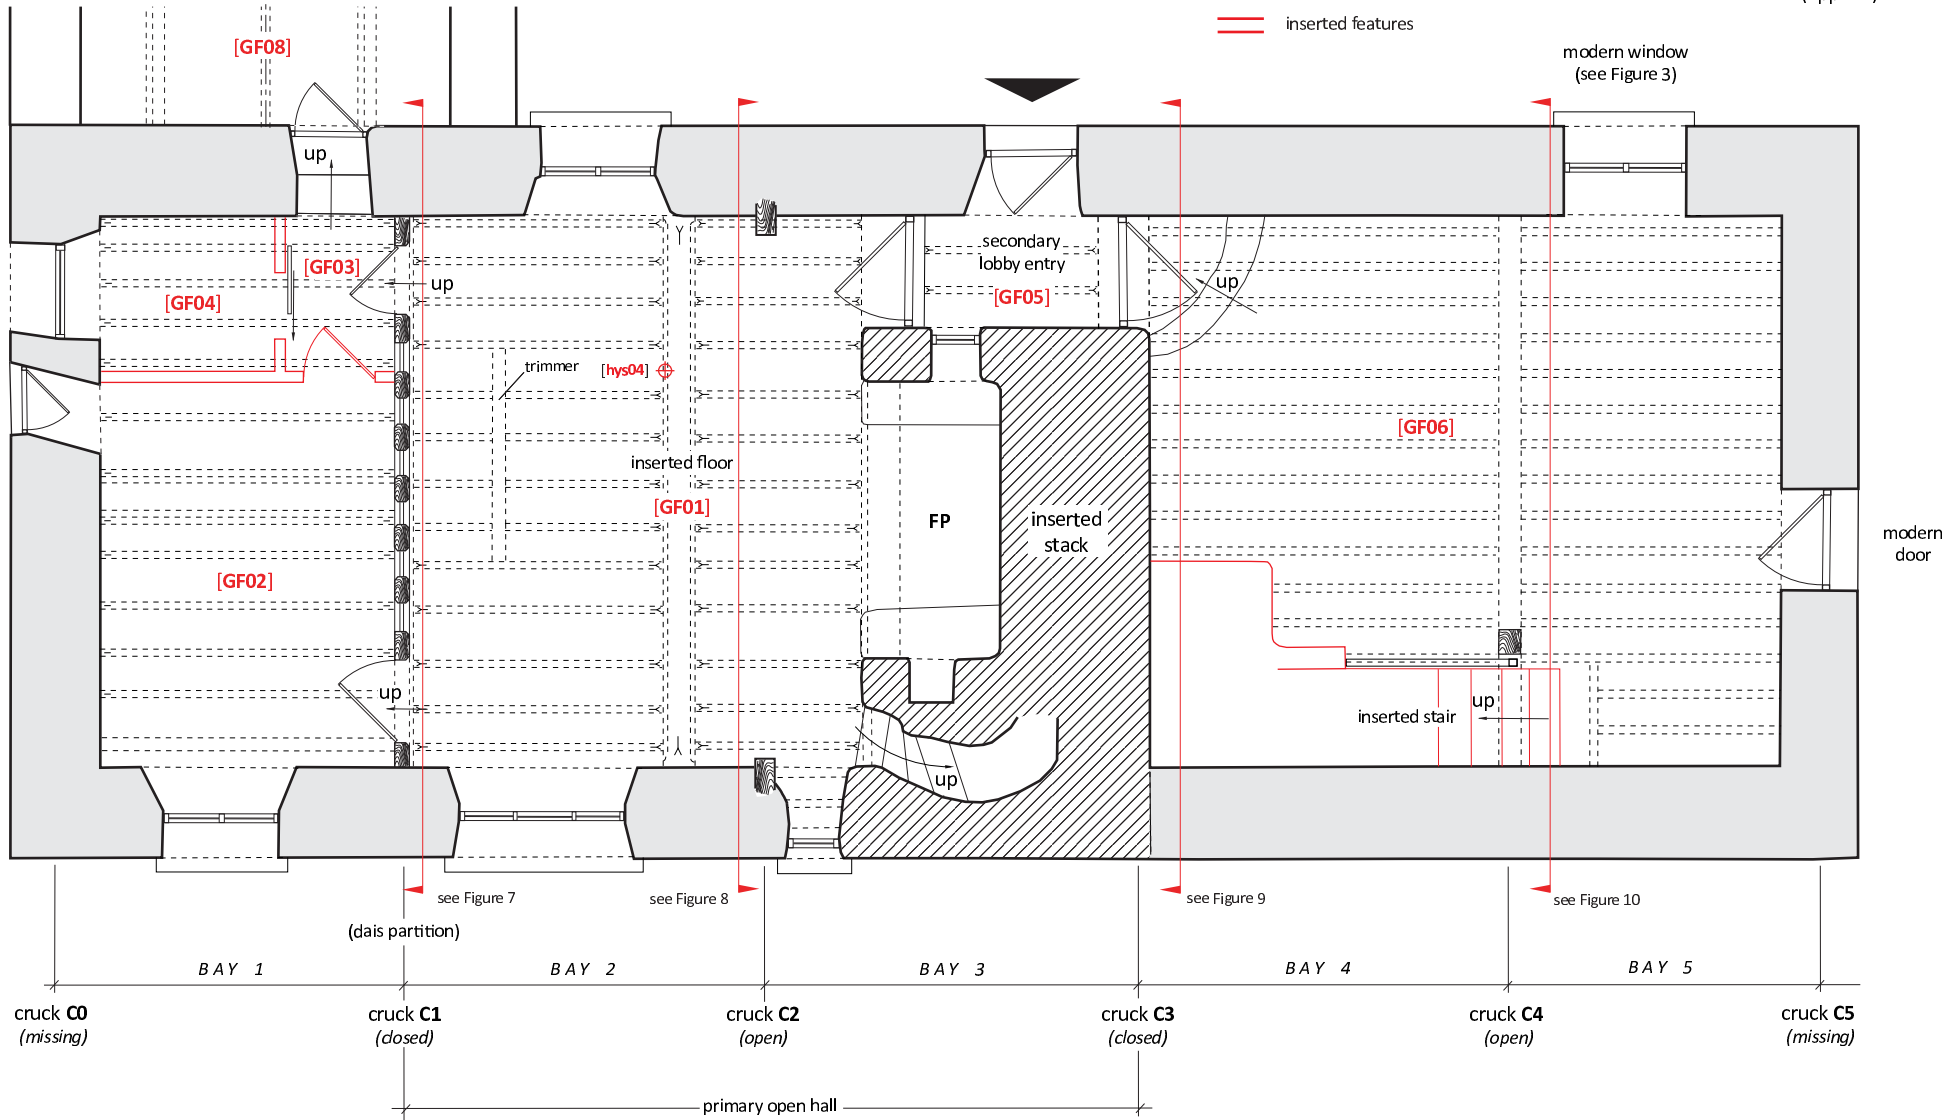 inserted features
modern window
(see Figure 3)
[GF08]
up
secondary
lobby entry
[GF05]
[GF03]
up
up
[GF04]
trimmer
[hys04]
[GF06]
inserted floor
[GF01]
FP
inserted
stack
modern
door
[GF02]
up
up
inserted stair
up
see Figure 7
see Figure 8
see Figure 9
see Figure 10
(dais partition)
BAY 1
BAY 2
BAY 3
BAY 4
BAY 5
cruck C0
(missing)
cruck C1
(closed)
cruck C2
(open)
cruck C3
(closed)
cruck C4
(open)
cruck C5
(missing)
primary open hall